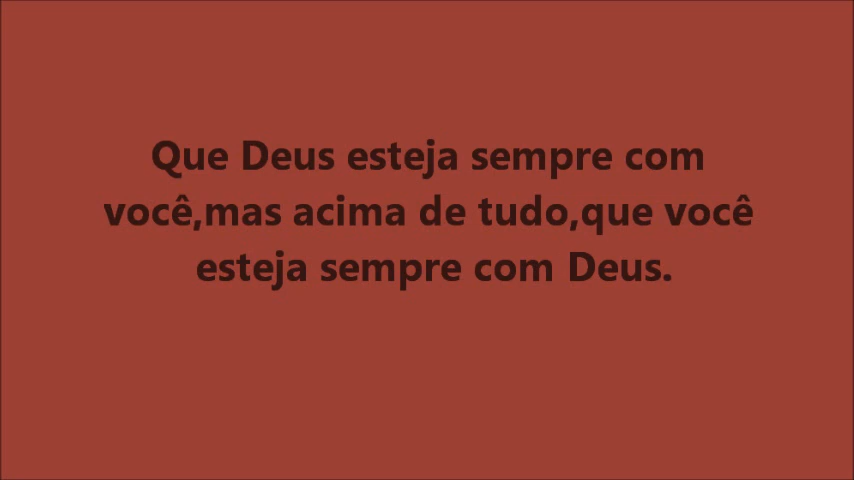 Que Deus esteja sempre com
você,mas acima de tudo,que você
esteja sempre com Deus.